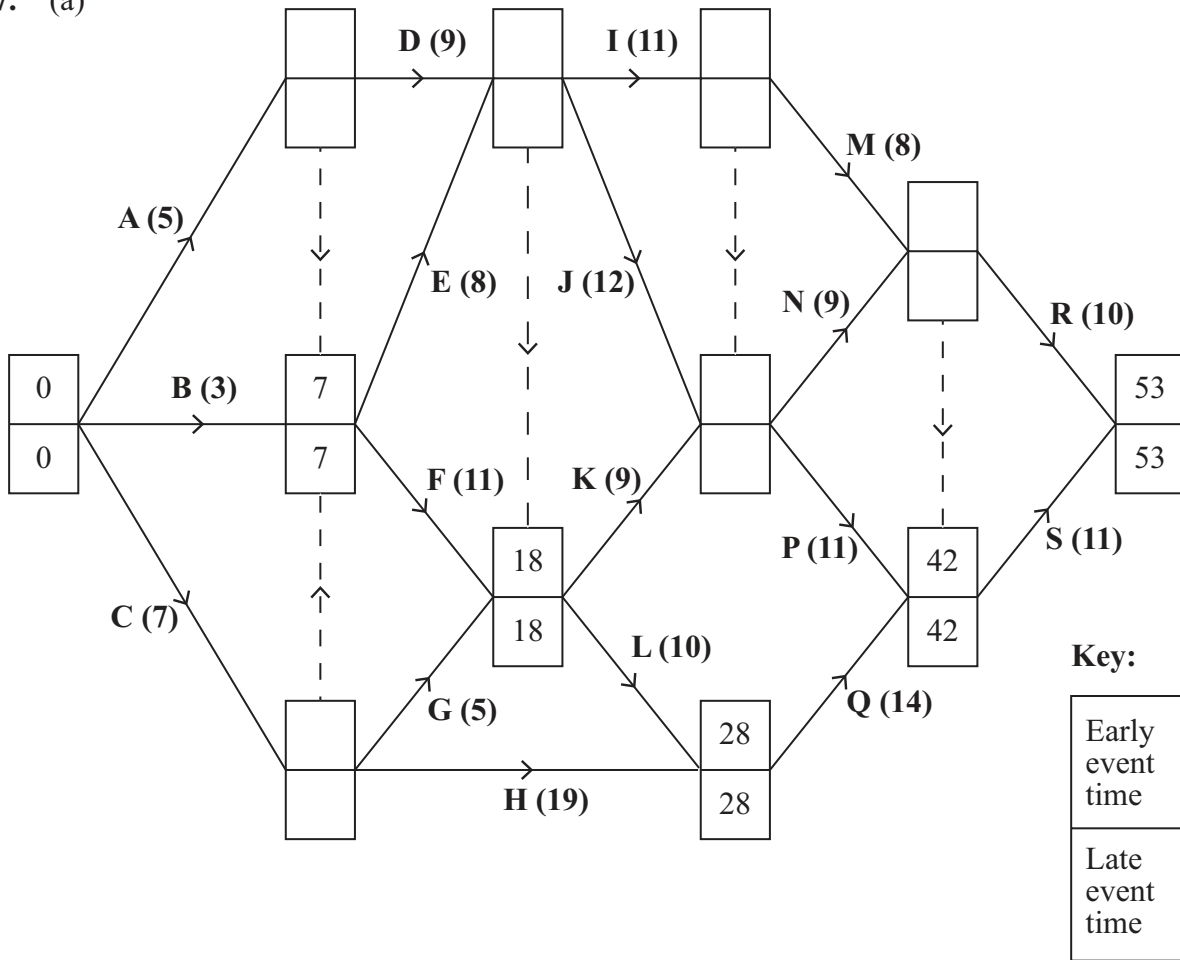 (a)
D (9)
I (11)
M (8)
A (5)
E (8)
J (12)
N (9)
R (10)
0
B (3)
7
53
0
7
53
F (11)
K (9)
P (11)
S (11)
18
42
C (7)
18
42
L (10)
Key:
G (5)
28
Q (14)
Early
event
time
H (19)
28
Late
event
time